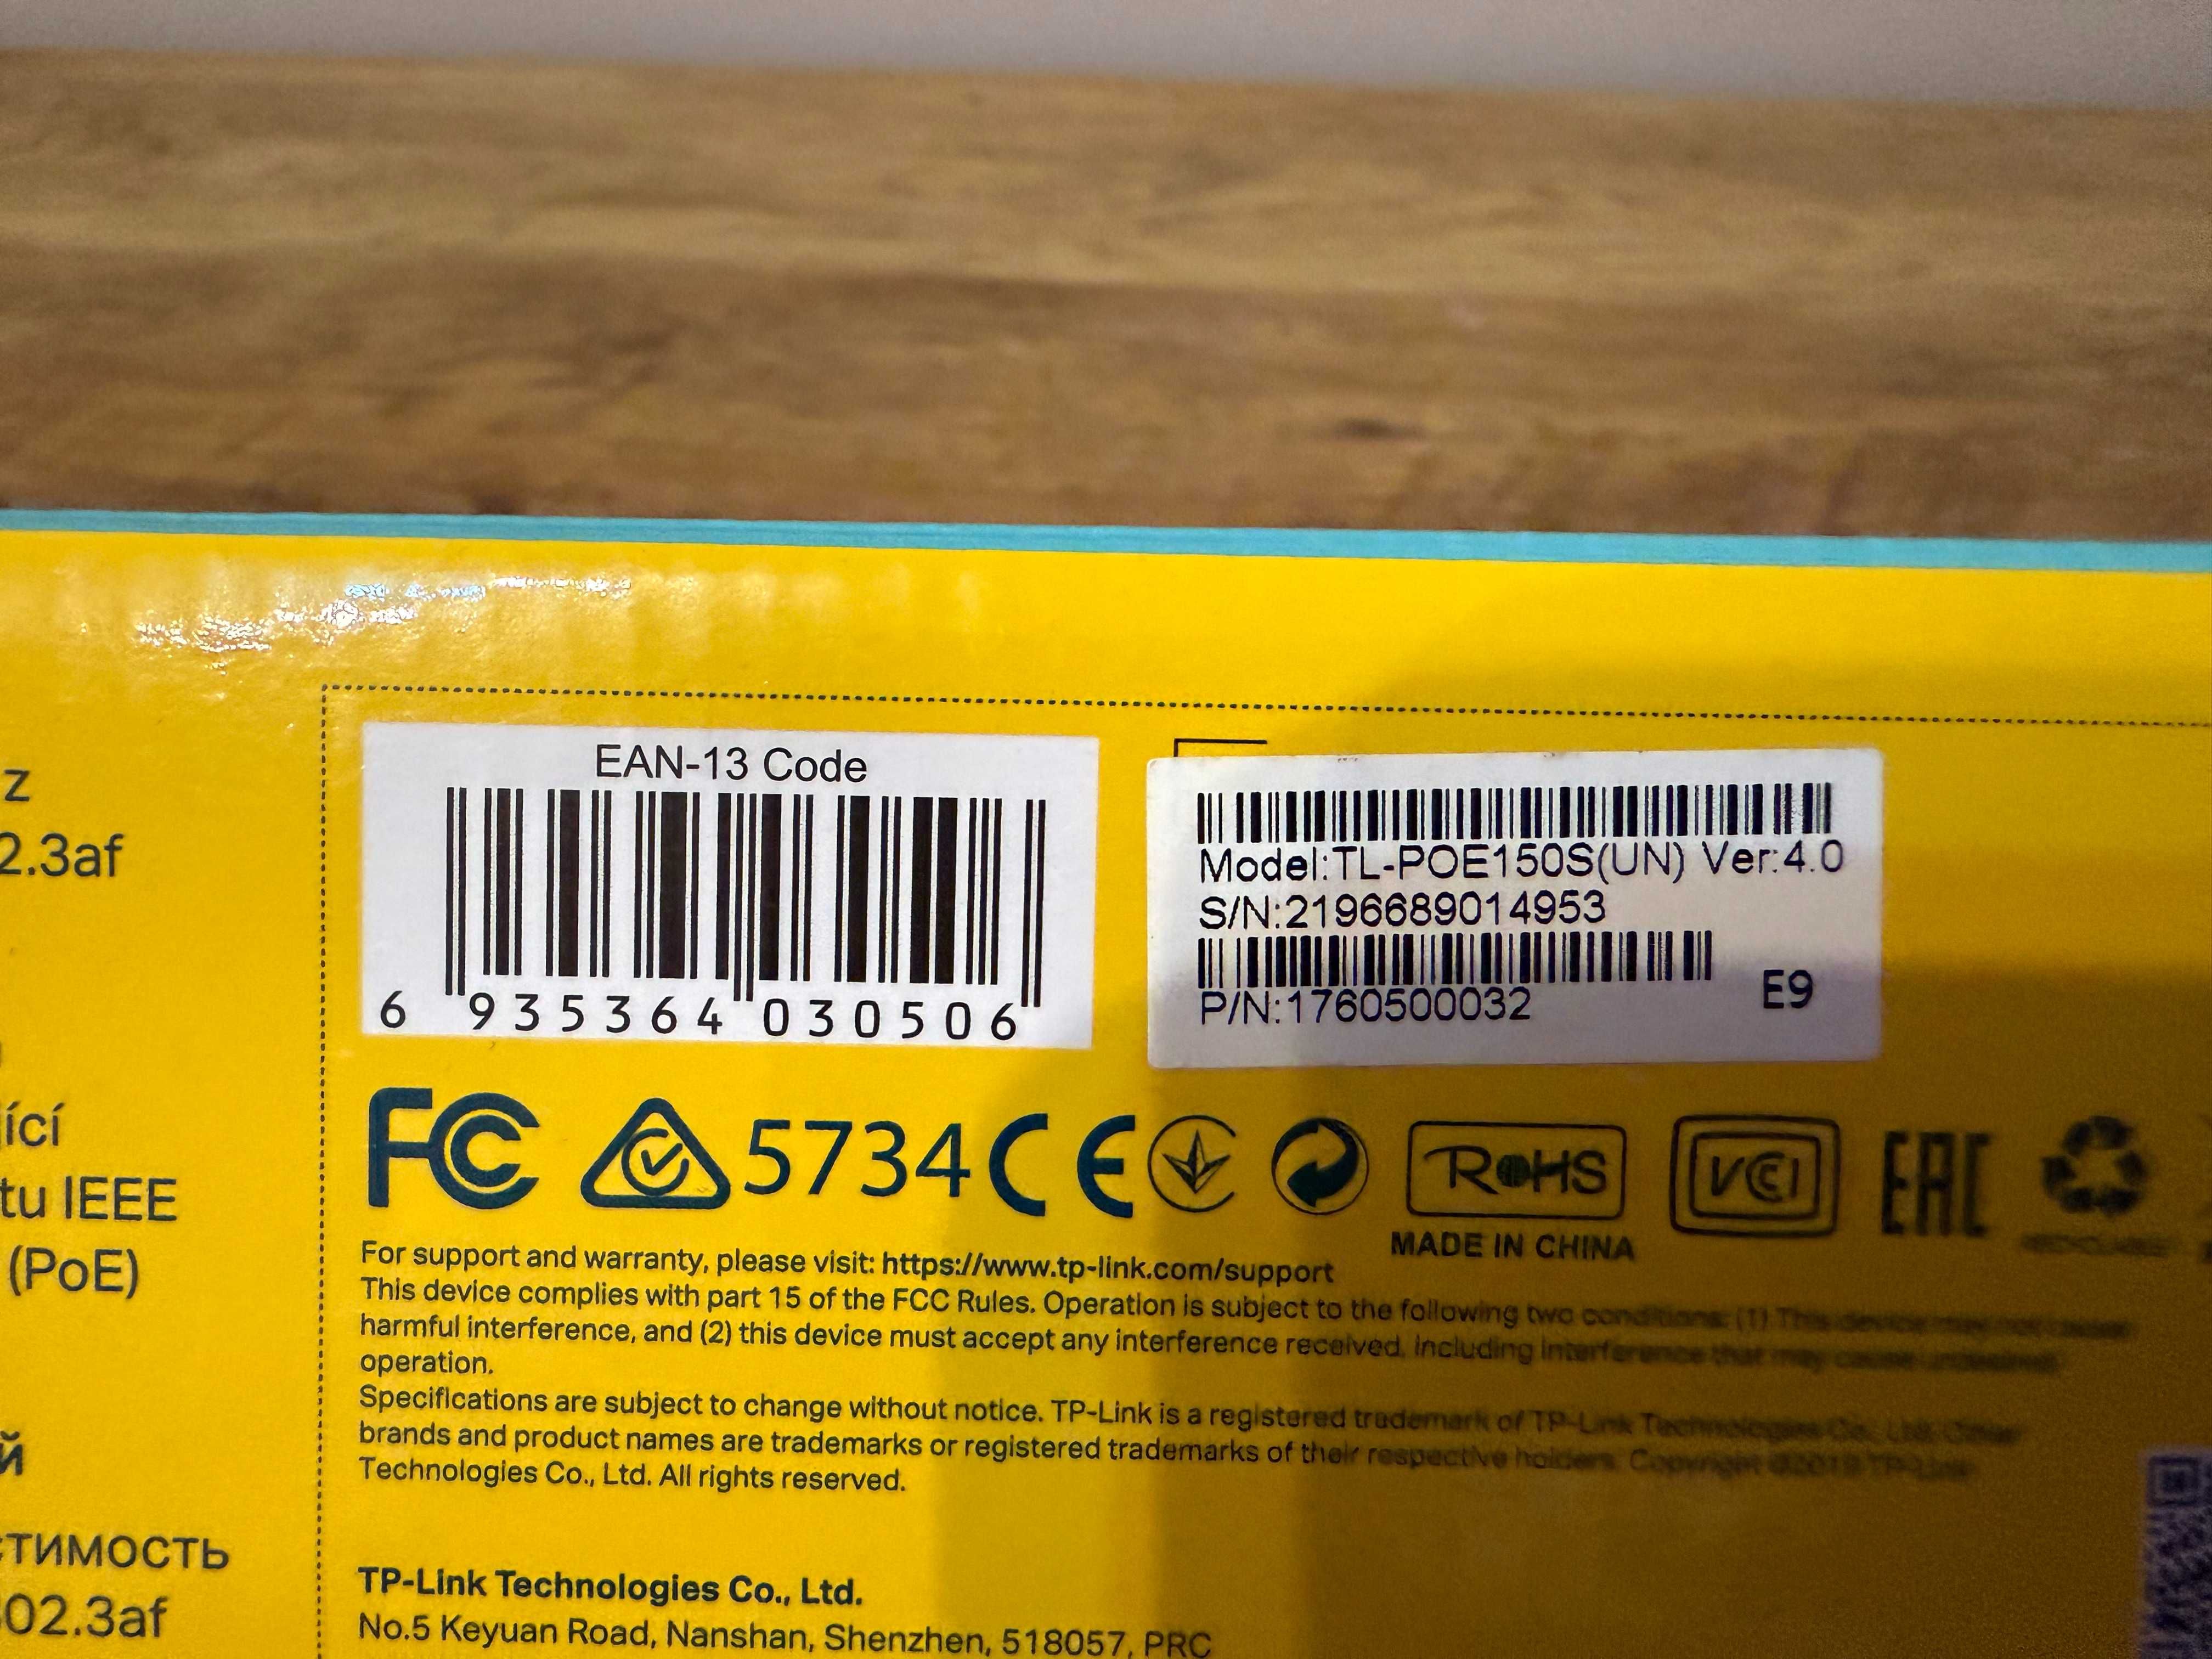 z
2.3af
ící
tu IEEE
(PoE)
й
стимость
802.3af
EAN-13 Code
6 935364 030506
Model:TL-POE150S(UN) Ver:4.0
S/N:2196689014953
P/N:1760500032
E9
FC 5734 CE RoHS VCI EAC
MADE IN CHINA
For support and warranty, please visit: https://www.tp-link.com/support
This device complies with part 15 of the FCC Rules. Operation is subject to the following two conditions: (1) This device may not cause
harmful interference, and (2) this device must accept any interference received, including interference that may cause undesired
operation.
Specifications are subject to change without notice. TP-Link is a registered trademark of TP-Link Technologies Co., Ltd. Other
brands and product names are trademarks or registered trademarks of their respective holders. Copyright ©2019 TP-Link
Technologies Co., Ltd. All rights reserved.
TP-Link Technologies Co., Ltd.
No.5 Keyuan Road, Nanshan, Shenzhen, 518057, PRC